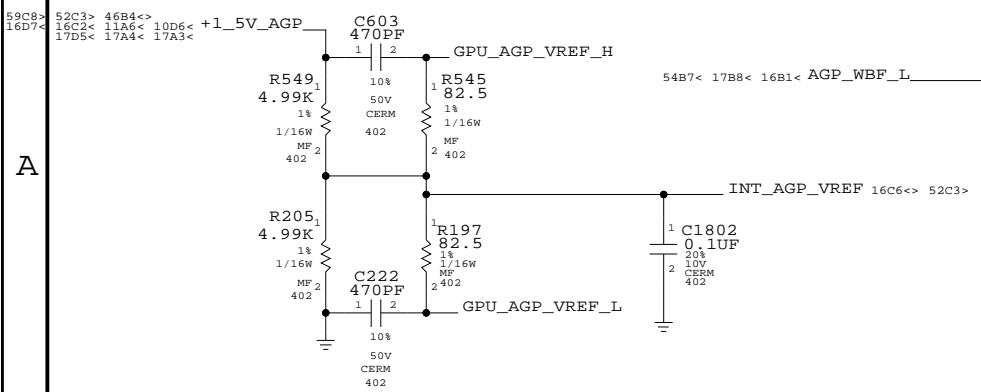 59C8> 52C3> 46B4<>
16D7< 16C2< 11A6< 10D6< +1_5V_AGP
17D5< 17A4< 17A3<
C603
470PF
1 2
GPU_AGP_VREF_H
10%
50V
CERM
402
R549
4.99K
1
1%
1/16W
MF
402
2
R545
82.5
1
1%
1/16W
MF
402
2
54B7< 17B8< 16B1< AGP_WBF_L
A
INT_AGP_VREF 16C6<> 52C3>
R205
4.99K
1
1%
1/16W
MF
402
2
1
R197
82.5
1%
1/16W
MF
402
2
1
C1802
0.1UF
20%
10V
CERM
402
2
C222
470PF
1 2
GPU_AGP_VREF_L
10%
50V
CERM
402